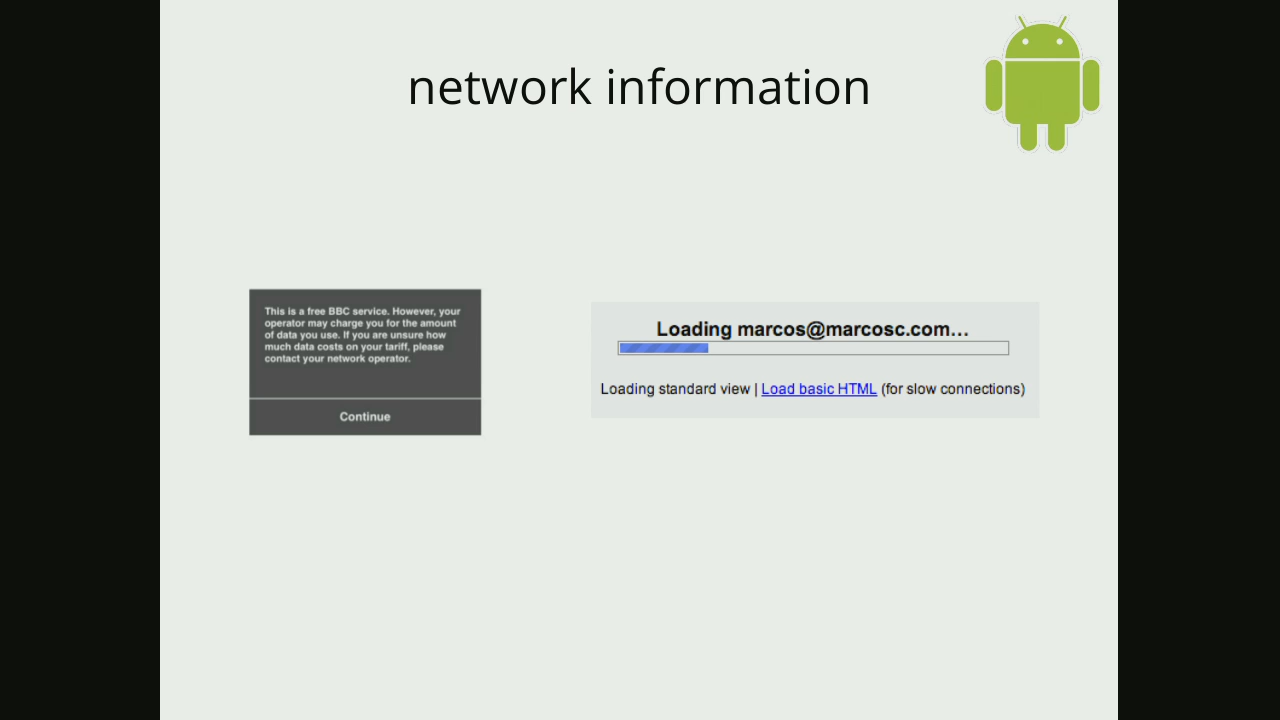 network information
This is a free BBC service. However, your
operator may charge you for the amount
of data you use. If you are unsure how
much data costs on your tariff, please
contact your network operator.
Continue
Loading marcos@marcosc.com…
Loading standard view | Load basic HTML (for slow connections)